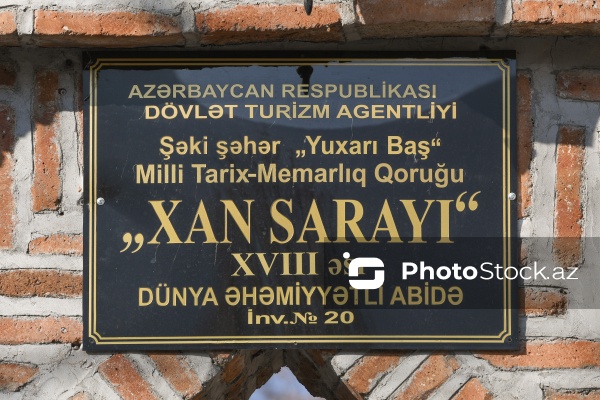 AZƏRBAYCAN RESPUBLİKASI
DÖVLƏT TURİZM AGENTLİYİ
Şəki şəhər „Yuxarı Baş“
Milli Tarix-Memarlıq Qoruğu
„XAN SARAYI“
XVIII
DÜNYA ƏHƏMİYYƏTLİ ABİDƏ
İnv.№ 20
PhotoStock.az